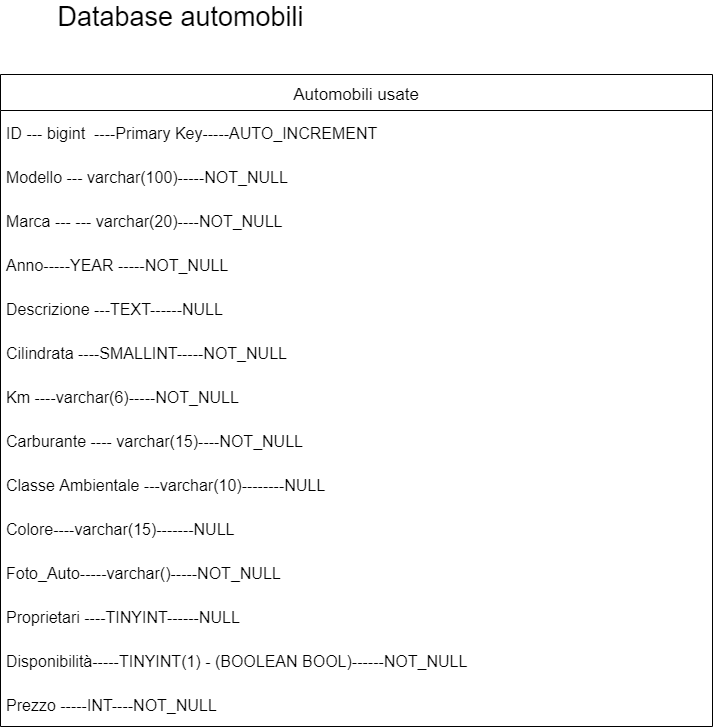 Database automobili
Automobili usate
ID --- bigint  ----Primary Key-----AUTO_INCREMENT
Modello --- varchar(100)-----NOT_NULL
Marca --- --- varchar(20)----NOT_NULL
Anno-----YEAR -----NOT_NULL
Descrizione ---TEXT------NULL
Cilindrata ----SMALLINT-----NOT_NULL
Km ----varchar(6)-----NOT_NULL
Carburante ---- varchar(15)----NOT_NULL
Classe Ambientale ---varchar(10)--------NULL
Colore----varchar(15)-------NULL
Foto_Auto-----varchar()-----NOT_NULL
Proprietari ----TINYINT------NULL
Disponibilità-----TINYINT(1) - (BOOLEAN BOOL)------NOT_NULL
Prezzo -----INT----NOT_NULL